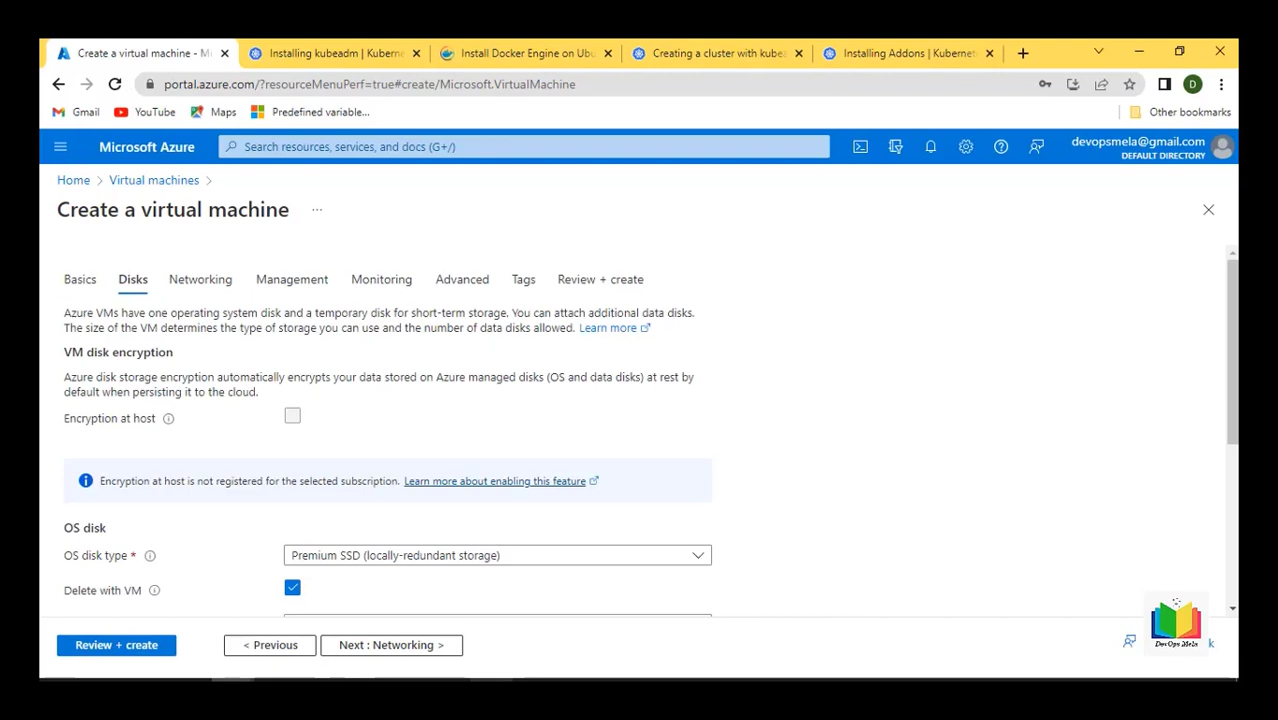 Create a virtual machine - M
Installing kubeadm | Kuberne
Install Docker Engine on Ubu
Creating a cluster with kubea
Installing Addons | Kubernet
portal.azure.com/?resourceMenuPerf=true#create/Microsoft.VirtualMachine
D
Gmail
YouTube
Maps
Predefined variable...
Other bookmarks
Microsoft Azure
Search resources, services, and docs (G+/)
devopsmela@gmail.com
DEFAULT DIRECTORY
Home > Virtual machines >
Create a virtual machine ...
Basics
Disks
Networking
Management
Monitoring
Advanced
Tags
Review + create
Azure VMs have one operating system disk and a temporary disk for short-term storage. You can attach additional data disks.
The size of the VM determines the type of storage you can use and the number of data disks allowed. Learn more
VM disk encryption
Azure disk storage encryption automatically encrypts your data stored on Azure managed disks (OS and data disks) at rest by
default when persisting it to the cloud.
Encryption at host
Encryption at host is not registered for the selected subscription. Learn more about enabling this feature
OS disk
OS disk type *
Premium SSD (locally-redundant storage)
Delete with VM
Review + create
< Previous
Next : Networking >
DevOps Mela
k